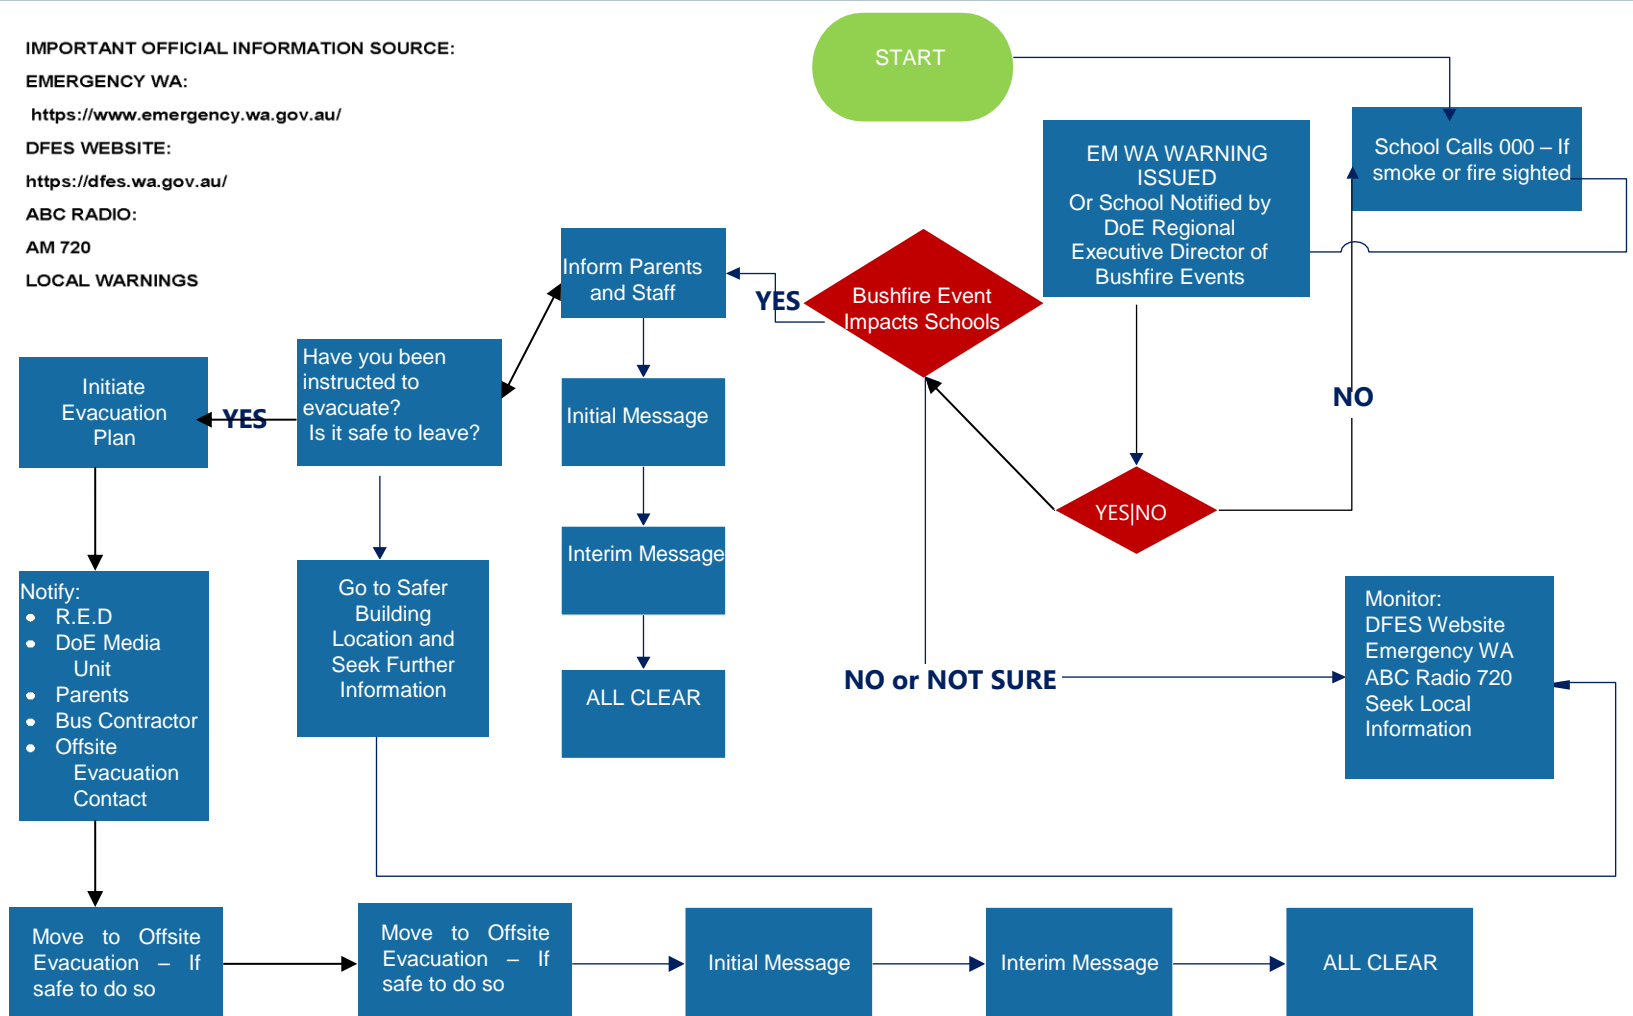 IMPORTANT OFFICIAL INFORMATION SOURCE:
EMERGENCY WA:
https://www.emergency.wa.gov.au/
DFES WEBSITE:
https://dfes.wa.gov.au/
ABC RADIO:
AM 720
LOCAL WARNINGS
START
School Calls 000 – If
smoke or fire sighted
EM WA WARNING
ISSUED
Or School Notified by
DoE Regional
Executive Director of
Bushfire Events
YES|NO
NO
Bushfire Event
Impacts Schools
YES
NO or NOT SURE
Monitor:
DFES Website
Emergency WA
ABC Radio 720
Seek Local
Information
Inform Parents
and Staff
Initial Message
Interim Message
ALL CLEAR
Have you been
instructed to
evacuate?
Is it safe to leave?
YES
Go to Safer
Building
Location and
Seek Further
Information
Initiate
Evacuation
Plan
Notify:
• R.E.D
• DoE Media
Unit
• Parents
• Bus Contractor
• Offsite
Evacuation
Contact
Move to Offsite
Evacuation – If
safe to do so
Move to Offsite
Evacuation – If
safe to do so
Initial Message
Interim Message
ALL CLEAR